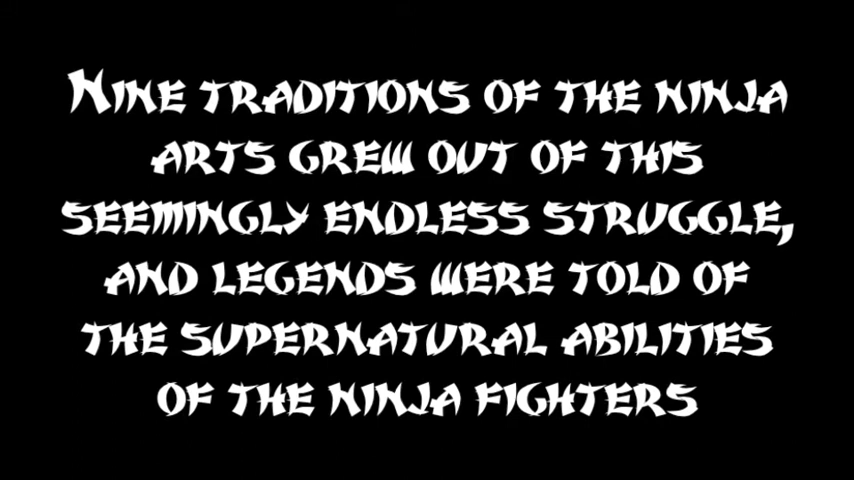 Nine traditions of the ninja
arts grew out of this
seemingly endless struggle,
and legends were told of
the supernatural abilities
of the ninja fighters